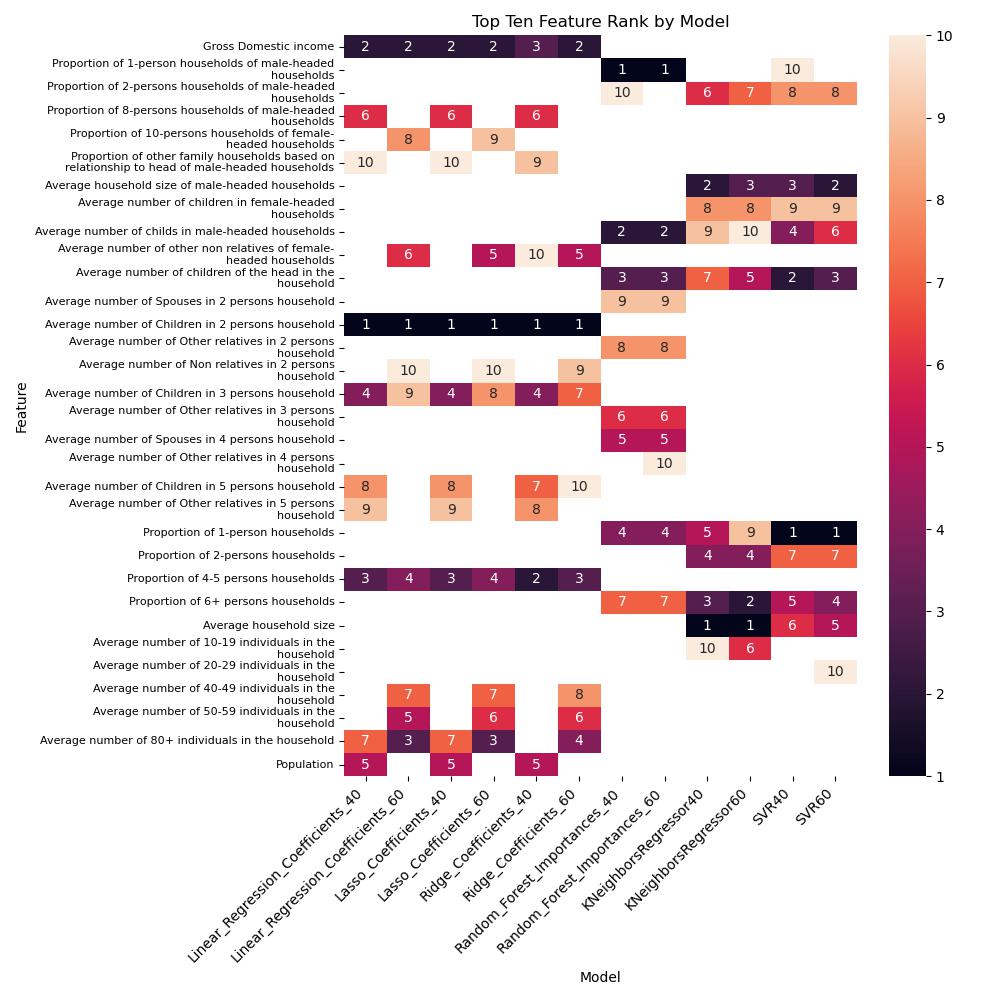 Top Ten Feature Rank by Model
Gross Domestic income
2 2 2 2 3 2
Proportion of 1-person households of male-headed
households
1 1 10
Proportion of 2-persons households of male-headed
households
10 6 7 8 8
Proportion of 8-persons households of male-headed
households
6 6 6
Proportion of 10-persons households of female-
headed households
8 9
Proportion of other family households based on
relationship to head of male-headed households
10 10 9
Average household size of male-headed households
2 3 3 2
Average number of children in female-headed
households
8 8 9 9
Average number of childs in male-headed households
2 2 9 10 4 6
Average number of other non relatives of female-
headed households
6 5 10 5
Average number of children of the head in the
household
3 3 7 5 2 3
Average number of Spouses in 2 persons household
9 9
Average number of Children in 2 persons household
1 1 1 1 1 1
Average number of Other relatives in 2 persons
household
8 8
Average number of Non relatives in 2 persons
household
10 10 9
Average number of Children in 3 persons household
4 9 4 8 4 7
Average number of Other relatives in 3 persons
household
6 6
Average number of Spouses in 4 persons household
5 5
Average number of Other relatives in 4 persons
household
10
Average number of Children in 5 persons household
8 8 7 10
Average number of Other relatives in 5 persons
household
9 9 8
Proportion of 1-person households
4 4 5 9 1 1
Proportion of 2-persons households
4 4 7 7
Proportion of 4-5 persons households
3 4 3 4 2 3
Proportion of 6+ persons households
7 7 3 2 5 4
Average household size
1 1 6 5
Average number of 10-19 individuals in the
household
10 6
Average number of 20-29 individuals in the
household
10
Average number of 40-49 individuals in the
household
7 7 8
Average number of 50-59 individuals in the
household
5 6 6
Average number of 80+ individuals in the household
7 3 7 3 4
Population
5 5 5
Feature
Linear_Regression_Coefficients_40
Linear_Regression_Coefficients_60
Lasso_Coefficients_40
Lasso_Coefficients_60
Ridge_Coefficients_40
Ridge_Coefficients_60
Random_Forest_Importances_40
Random_Forest_Importances_60
KNeighborsRegressor40
KNeighborsRegressor60
SVR40
SVR60
Model
10
9
8
7
6
5
4
3
2
1